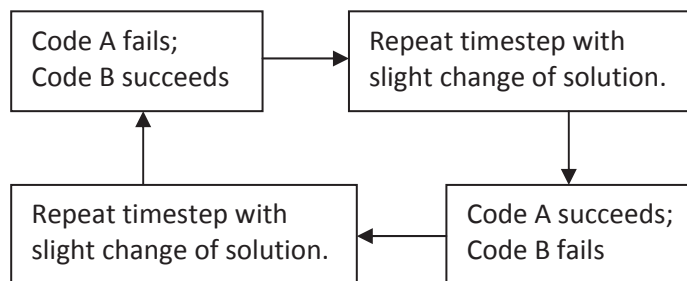 Code A fails;
Code B succeeds
Repeat timestep with
slight change of solution.
Code A succeeds;
Code B fails
Repeat timestep with
slight change of solution.